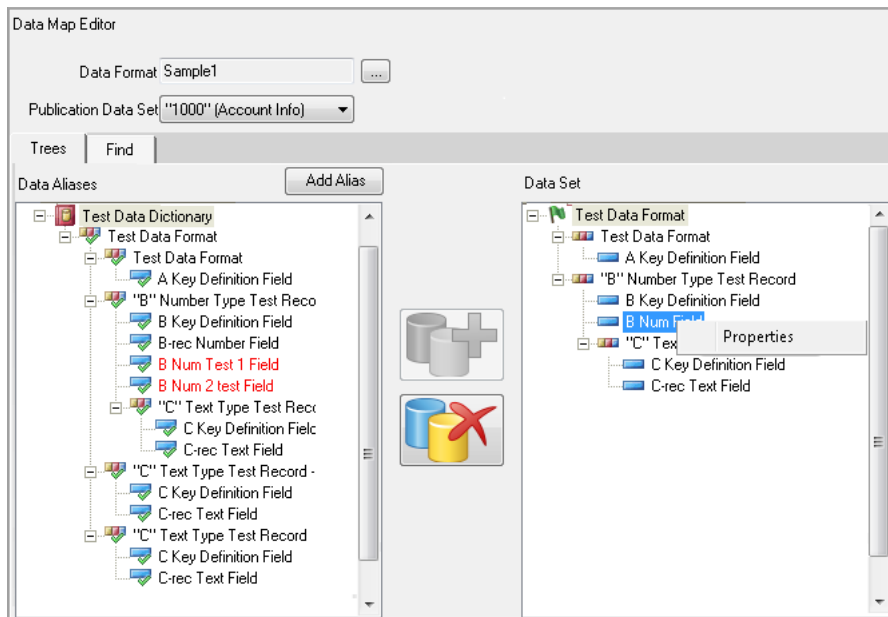 Data Map Editor
Data Format Sample1 ...
Publication Data Set "1000" (Account Info)
Trees Find
Data Aliases Add Alias
Test Data Dictionary
Test Data Format
Test Data Format
A Key Definition Field
"B" Number Type Test Reco
B Key Definition Field
B-rec Number Field
B Num Test 1 Field
B Num 2 test Field
"C" Text Type Test Recc
C Key Definition Fielc
C-rec Text Field
"C" Text Type Test Record -
C Key Definition Field
C-rec Text Field
"C" Text Type Test Record
C Key Definition Field
C-rec Text Field
Data Set
Test Data Format
Test Data Format
A Key Definition Field
"B" Number Type Test Record
B Key Definition Field
B Num Field
Properties
"C" Tex
C Key Definition Field
C-rec Text Field